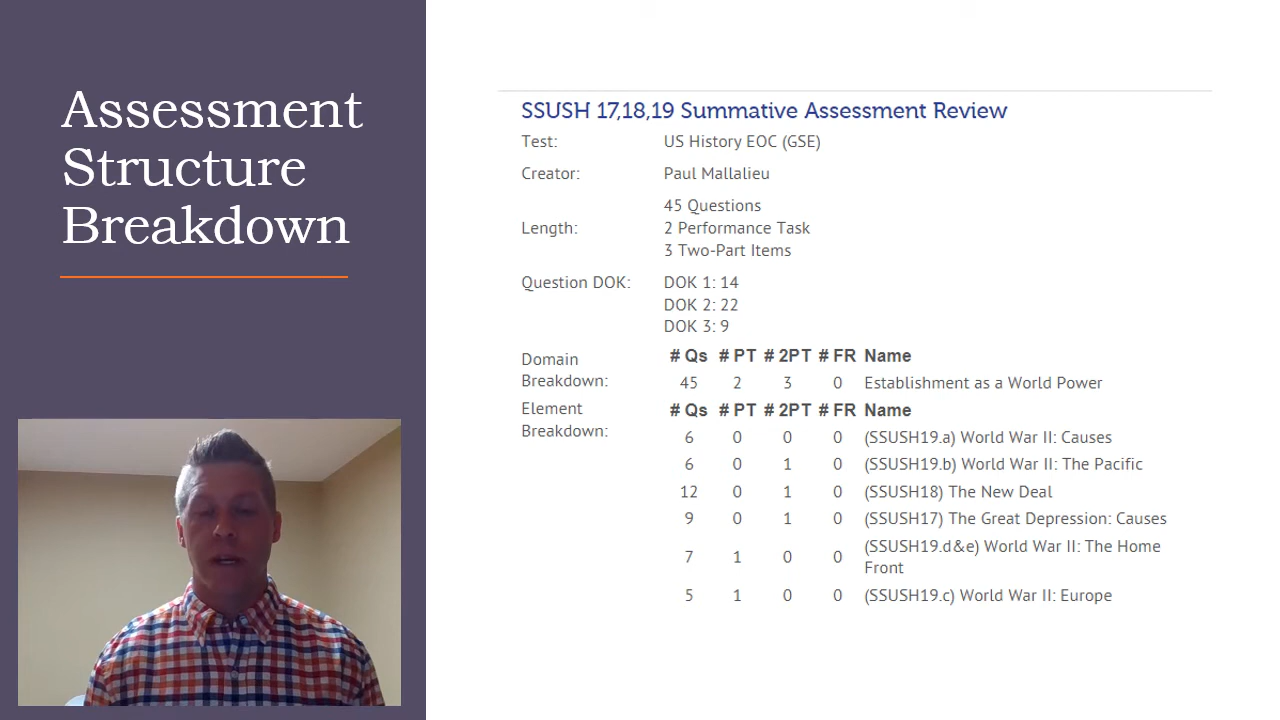 Assessment
Structure
Breakdown
SSUSH 17,18,19 Summative Assessment Review
Test: US History EOC (GSE)
Creator: Paul Mallalieu
45 Questions
Length: 2 Performance Task
3 Two-Part Items
Question DOK: DOK 1: 14
DOK 2: 22
DOK 3: 9
Domain Breakdown: # Qs # PT # 2PT # FR Name
45 2 3 0 Establishment as a World Power
Element Breakdown: # Qs # PT # 2PT # FR Name
6 0 0 0 (SSUSH19.a) World War II: Causes
6 0 1 0 (SSUSH19.b) World War II: The Pacific
12 0 1 0 (SSUSH18) The New Deal
9 0 1 0 (SSUSH17) The Great Depression: Causes
7 1 0 0 (SSUSH19.d&e) World War II: The Home
Front
5 1 0 0 (SSUSH19.c) World War II: Europe